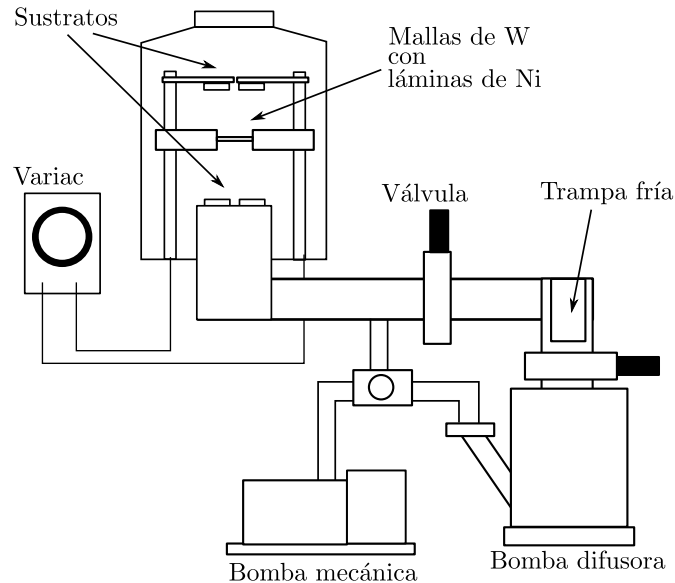 Sustratos
Mallas de W
con
láminas de Ni
Variac
Válvula
Trampa fría
Bomba mecánica
Bomba difusora